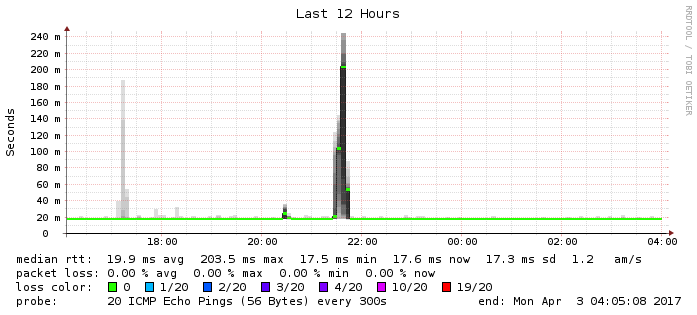 Last 12 Hours
RRDTOOL / TOBI OETIKER
Seconds
240 m
220 m
200 m
180 m
160 m
140 m
120 m
100 m
80 m
60 m
40 m
20 m
0
18:00 20:00 22:00 00:00 02:00 04:00
median rtt: 19.9 ms avg 203.5 ms max 17.5 ms min 17.6 ms now 17.3 ms sd 1.2 am/s
packet loss: 0.00 % avg 0.00 % max 0.00 % min 0.00 % now
loss color: 0 1/20 2/20 3/20 4/20 10/20 19/20
probe: 20 ICMP Echo Pings (56 Bytes) every 300s end: Mon Apr 3 04:05:08 2017